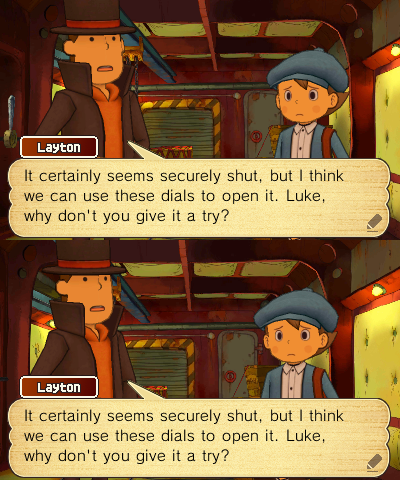 Layton
It certainly seems securely shut, but I think
we can use these dials to open it. Luke,
why don't you give it a try?
Layton
It certainly seems securely shut, but I think
we can use these dials to open it. Luke,
why don't you give it a try?